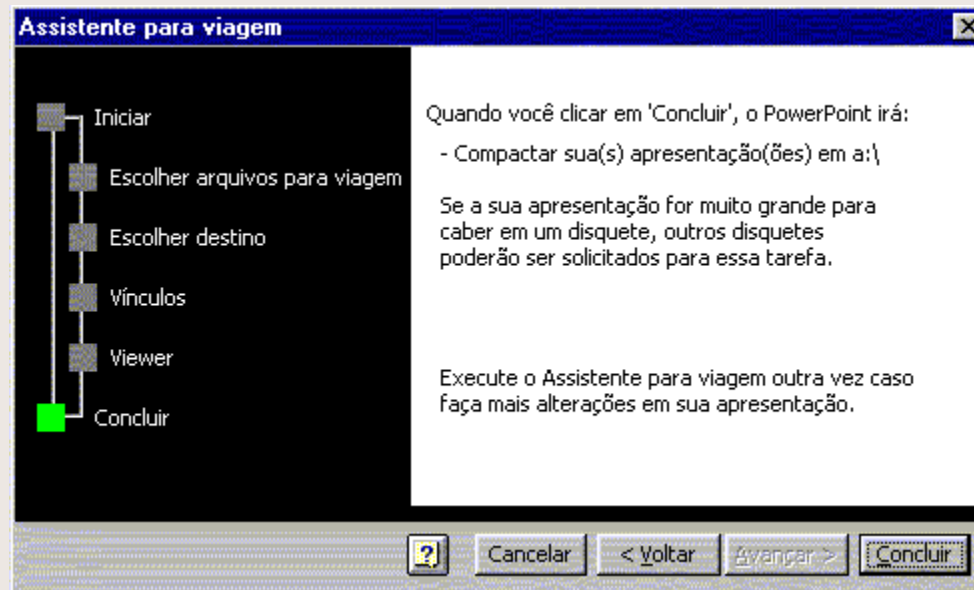 Assistente para viagem
Iniciar
Escolher arquivos para viagem
Escolher destino
Vínculos
Viewer
Concluir
Quando você clicar em 'Concluir', o PowerPoint irá:
- Compactar sua(s) apresentação(ões) em a:\
Se a sua apresentação for muito grande para
caber em um disquete, outros disquetes
poderão ser solicitados para essa tarefa.
Execute o Assistente para viagem outra vez caso
faça mais alterações em sua apresentação.
? Cancelar < Voltar Avançar > Concluir